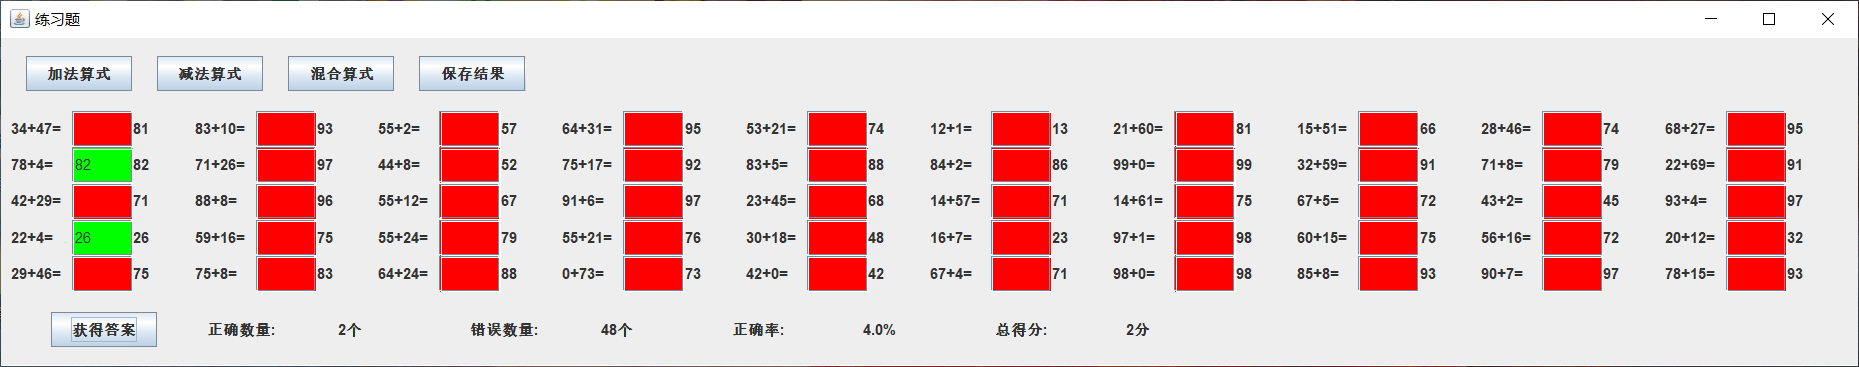 练习题
加法算式 减法算式 混合算式 保存结果
34+47= 81 83+10= 93 55+2= 57 64+31= 95 53+21= 74 12+1= 13 21+60= 81 15+51= 66 28+46= 74 68+27= 95
78+4= 82 82 71+26= 97 44+8= 52 75+17= 92 83+5= 88 84+2= 86 99+0= 99 32+59= 91 71+8= 79 22+69= 91
42+29= 71 88+8= 96 55+12= 67 91+6= 97 23+45= 68 14+57= 71 14+61= 75 67+5= 72 43+2= 45 93+4= 97
22+4= 26 26 59+16= 75 55+24= 79 55+21= 76 30+18= 48 16+7= 23 97+1= 98 60+15= 75 56+16= 72 20+12= 32
29+46= 75 75+8= 83 64+24= 88 0+73= 73 42+0= 42 67+4= 71 98+0= 98 85+8= 93 90+7= 97 78+15= 93
获得答案 正确数量: 2个 错误数量: 48个 正确率: 4.0% 总得分: 2分